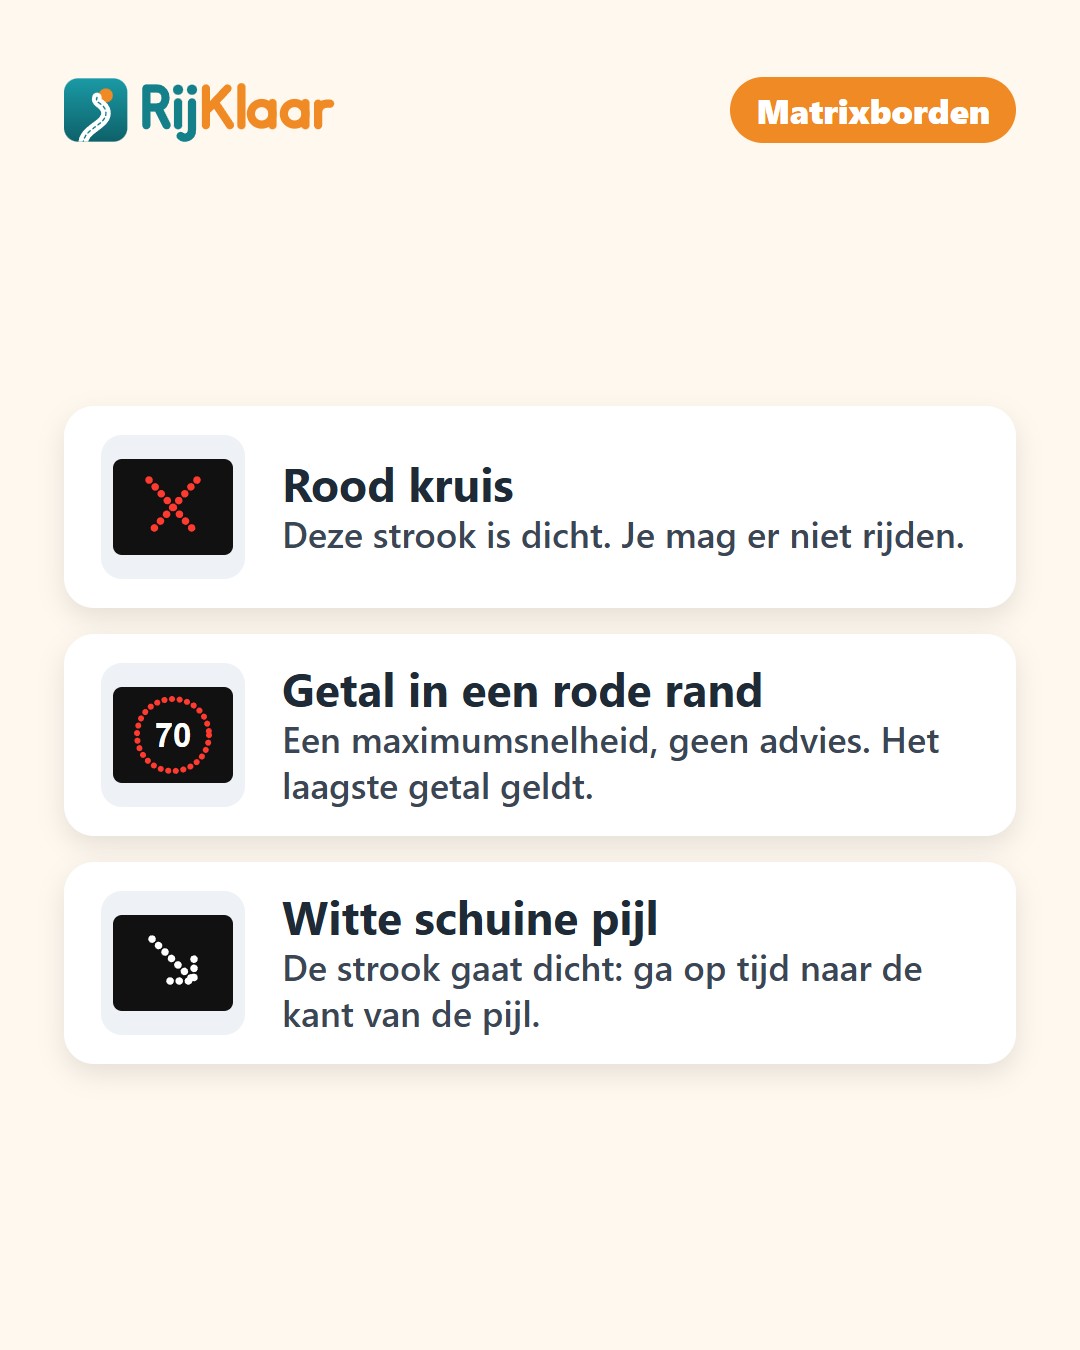 RijKlaar
Matrixborden
Rood kruis
Deze strook is dicht. Je mag er niet rijden.
70
Getal in een rode rand
Een maximumsnelheid, geen advies. Het
laagste getal geldt.
Witte schuine pijl
De strook gaat dicht: ga op tijd naar de
kant van de pijl.